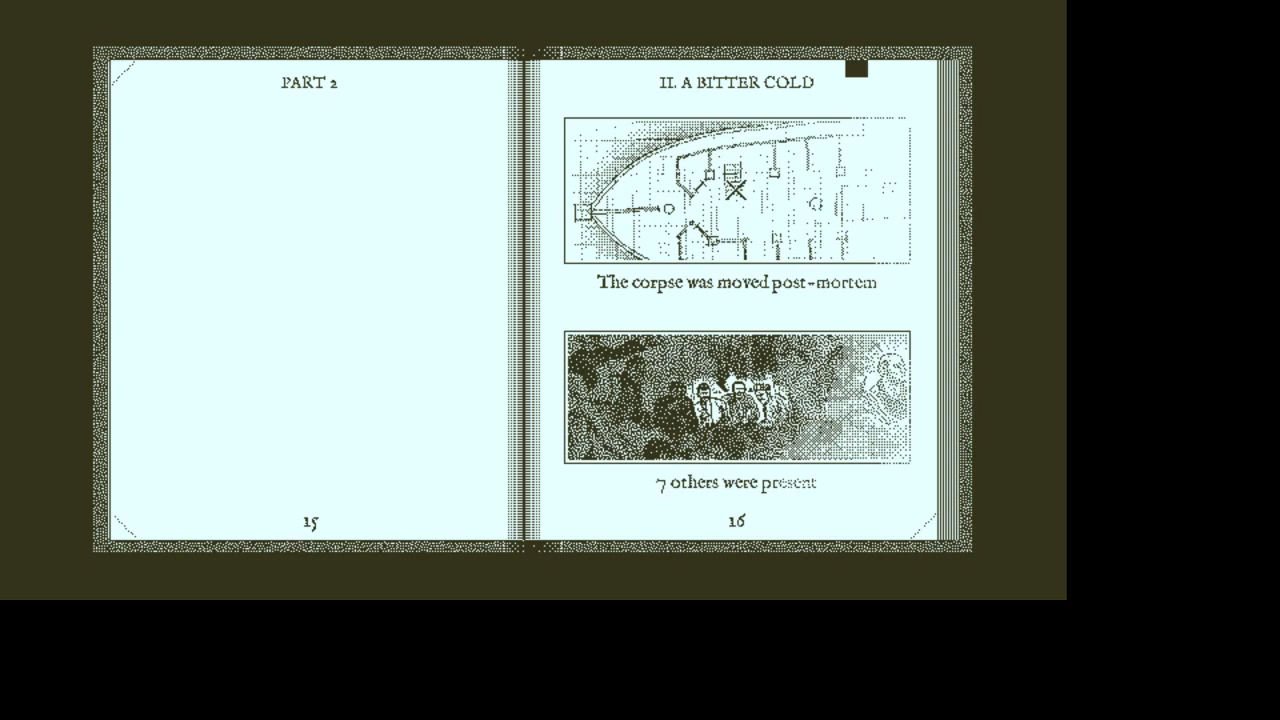 PART 2
15
II. A BITTER COLD
The corpse was moved post-mortem
7 others were present
16